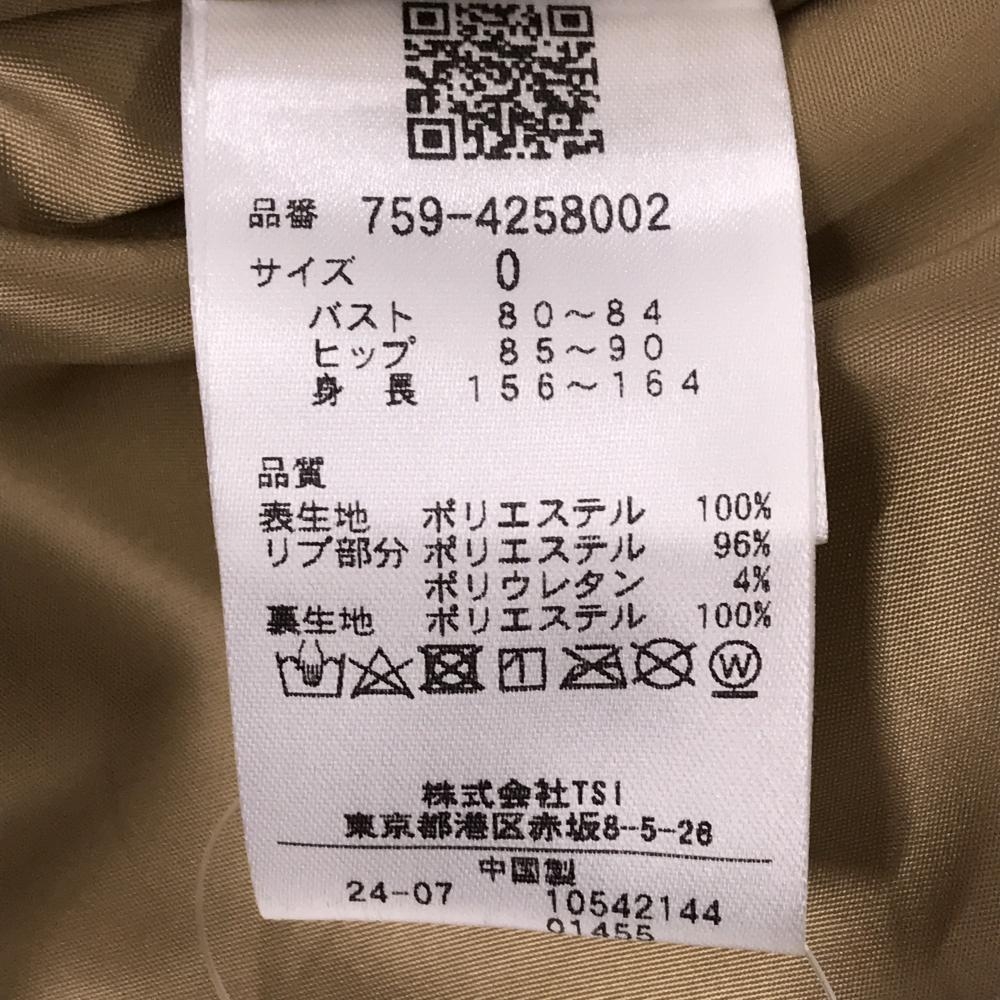 品番 759-4258002
サイズ 0
バスト 80~84
ヒップ 85~90
身長 156~164
品質
表生地 ポリエステル 100%
リブ部分 ポリエステル 96%
ポリウレタン 4%
裏生地 ポリエステル 100%
W
株式会社TSI
東京都港区赤坂8-5-26
中国製
24-07 10542144
91455